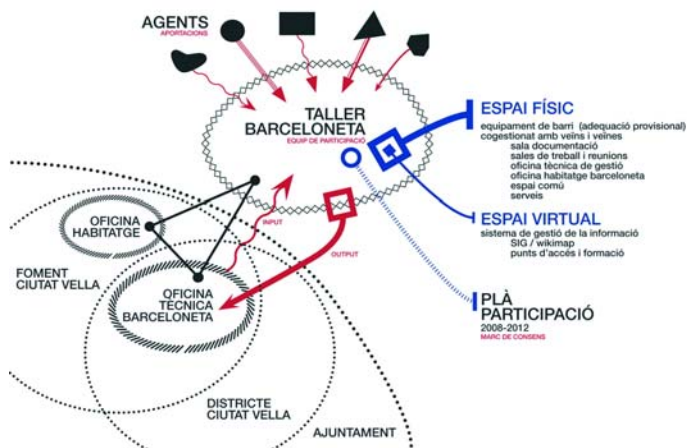 AGENTS
APORTACIONS
TALLER
BARCELONETA
EQUIP DE PARTICIPACIÓ
ESPAI FÍSIC
equipament de barri (adequació provisional)
cogestionat amb veïns i veïnes
sala documentació
sales de treball i reunions
oficina tècnica de gestió
oficina habitatge barceloneta
espai comú
serveis
ESPAI VIRTUAL
sistema de gestió de la informació
SIG / wikimap
punts d'accés i formació
PLÀ
PARTICIPACIÓ
2008-2012
MARC DE CONSENS
INPUT
OUTPUT
OFICINA
HABITATGE
FOMENT
CIUTAT VELLA
OFICINA
TÈCNICA
BARCELONETA
DISTRICTE
CIUTAT VELLA
AJUNTAMENT